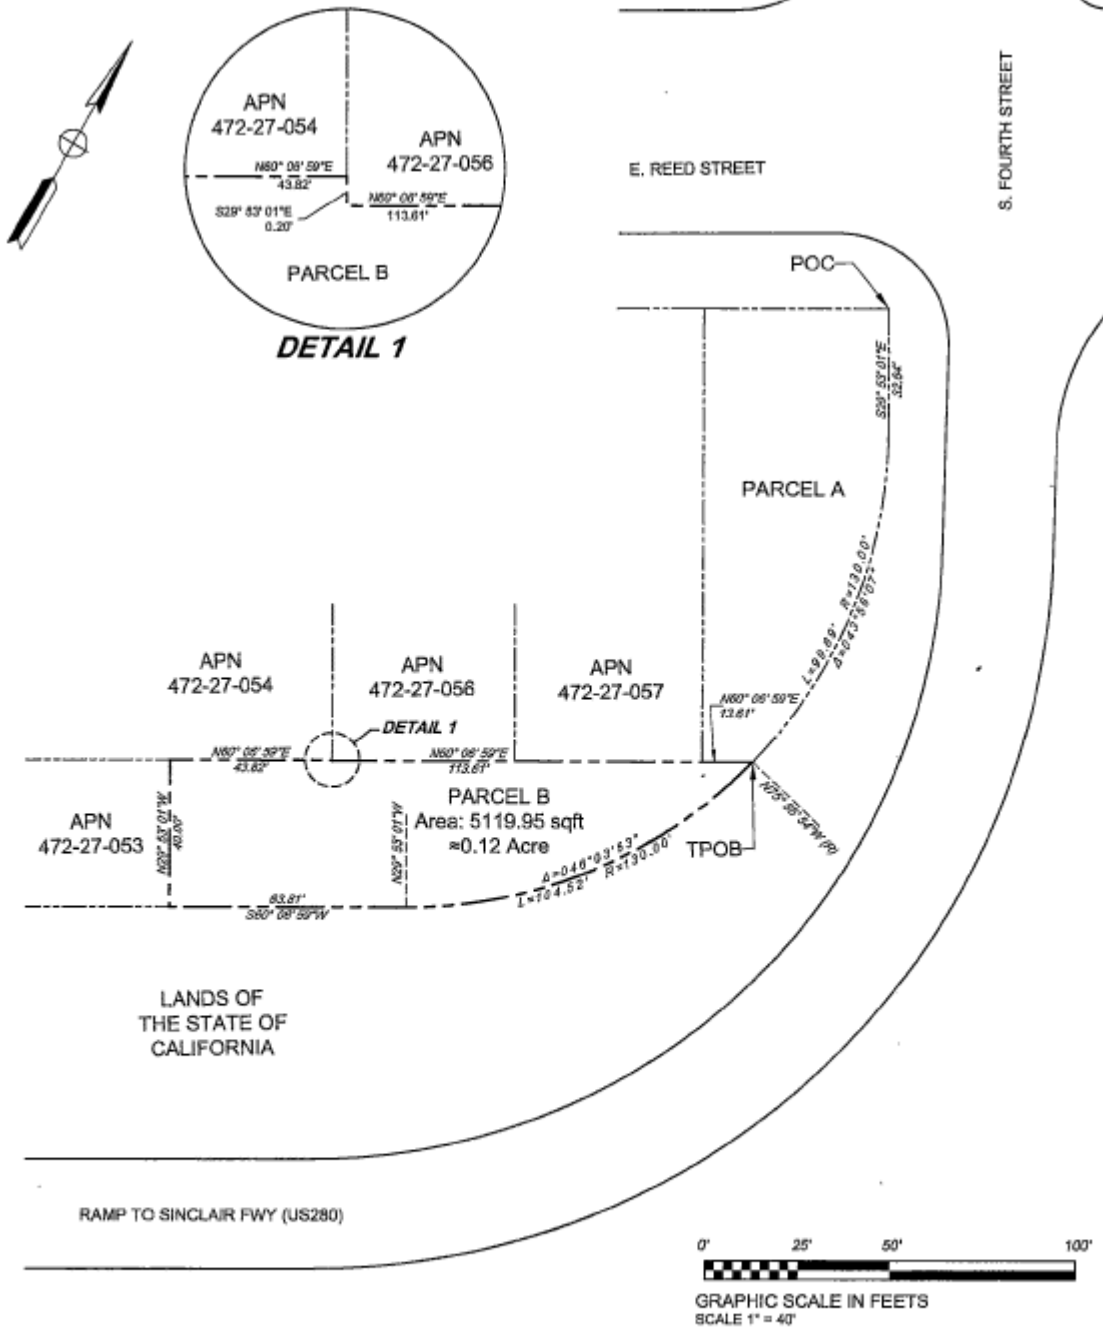 APN
472-27-054
APN
472-27-056
N60° 06' 59"E
43.82'
N60° 06' 59"E
113.61'
S29° 53' 01"E
0.20'
PARCEL B
DETAIL 1
E. REED STREET
S. FOURTH STREET
POC
S29° 53' 01"E
32.64'
PARCEL A
L=99.69' R=130.00'
Δ=043°56'07"
APN
472-27-054
APN
472-27-056
APN
472-27-057
N60° 06' 59"E
13.61'
DETAIL 1
N60° 06' 59"E
43.82'
N60° 06' 59"E
113.61'
APN
472-27-053
N29° 53' 01"W
40.00'
PARCEL B
Area: 5119.95 sqft
≈0.12 Acre
N29° 53' 01"W
TPOB
N75° 56' 54"W (R)
Δ=046°03'53"
L=104.52' R=130.00'
63.81'
S60° 06' 59"W
LANDS OF
THE STATE OF
CALIFORNIA
RAMP TO SINCLAIR FWY (US280)
0' 25' 50' 100'
GRAPHIC SCALE IN FEETS
SCALE 1" = 40'